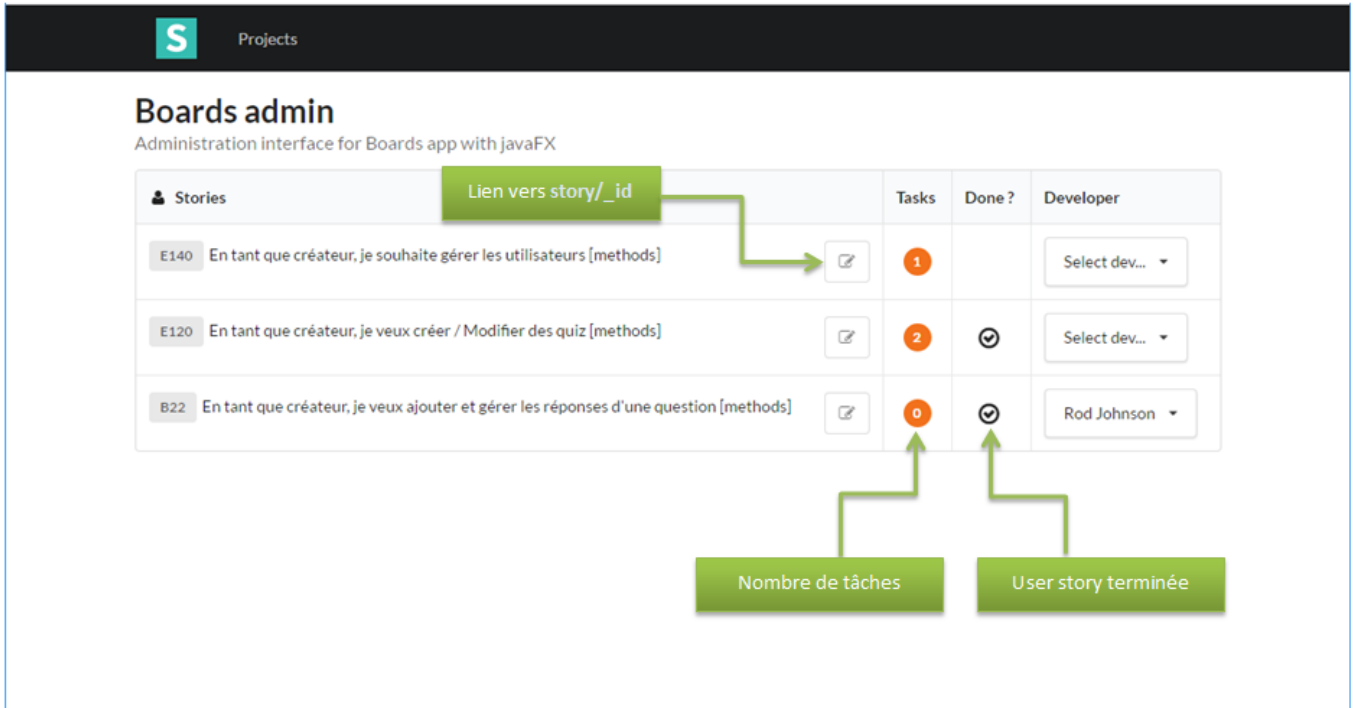 S Projects
Boards admin
Administration interface for Boards app with javaFX
Stories Tasks Done ? Developer
Lien vers story/_id
E140 En tant que créateur, je souhaite gérer les utilisateurs [methods] 1 Select dev...
E120 En tant que créateur, je veux créer / Modifier des quiz [methods] 2 Select dev...
B22 En tant que créateur, je veux ajouter et gérer les réponses d'une question [methods] 0 Rod Johnson
Nombre de tâches User story terminée